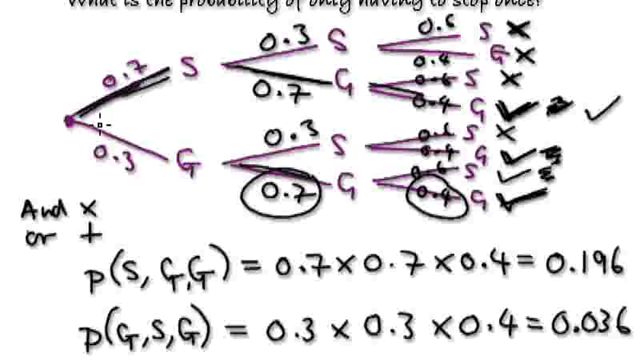 What is the probability of only having to stop once?
0.7 S 0.3 S 0.6 S ×
0.4 G ×
0.7 G 0.6 S ×
0.4 G ✓ ✓
0.3 G 0.3 S 0.6 S ×
0.4 G ✓
0.7 G 0.6 S ✓
0.4 G ✓
And ×
or +
P(S, G,G) = 0.7 × 0.7 × 0.4 = 0.196
P(G,S,G) = 0.3 × 0.3 × 0.4 = 0.036